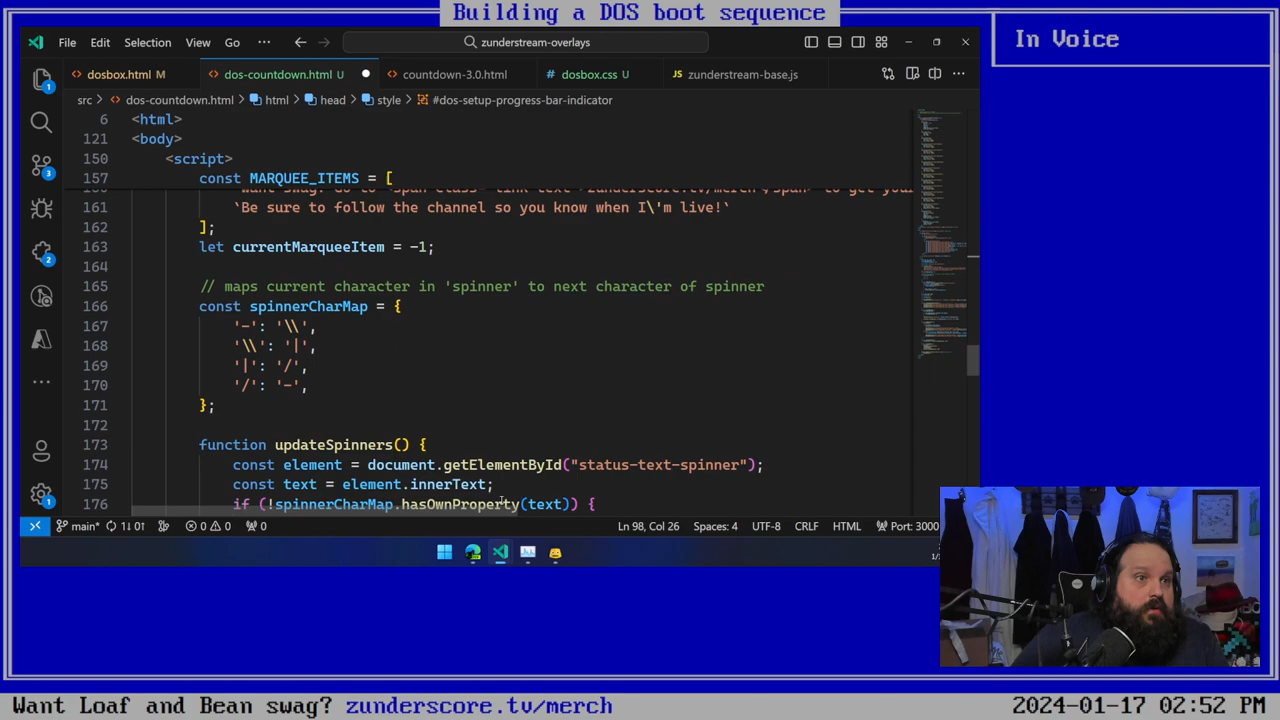 Building a DOS boot sequence
In Voice
File Edit Selection View Go ··· zunderstream-overlays
dosbox.html M dos-countdown.html U countdown-3.0.html dosbox.css U zunderstream-base.js
src > dos-countdown.html > html > head > style > #dos-setup-progress-bar-indicator
6 <html>
121 <body>
150 <script>
157 const MARQUEE_ITEMS = [
161 `Be sure to follow the channel so you know when I\'m live!`
162 ];
163 let currentMarqueeItem = -1;
164
165 // maps current character in 'spinner' to next character of spinner
166 const spinnerCharMap = {
167 '-': '\\',
168 '\\': '|',
169 '|': '/',
170 '/': '-',
171 };
172
173 function updateSpinners() {
174 const element = document.getElementById("status-text-spinner");
175 const text = element.innerText;
176 if (!spinnerCharMap.hasOwnProperty(text)) {
main* 1↓ 0↑ 0 0 0 Ln 98, Col 26 Spaces: 4 UTF-8 CRLF HTML Port: 3000
Want Loaf and Bean swag? zunderscore.tv/merch 2024-01-17 02:52 PM